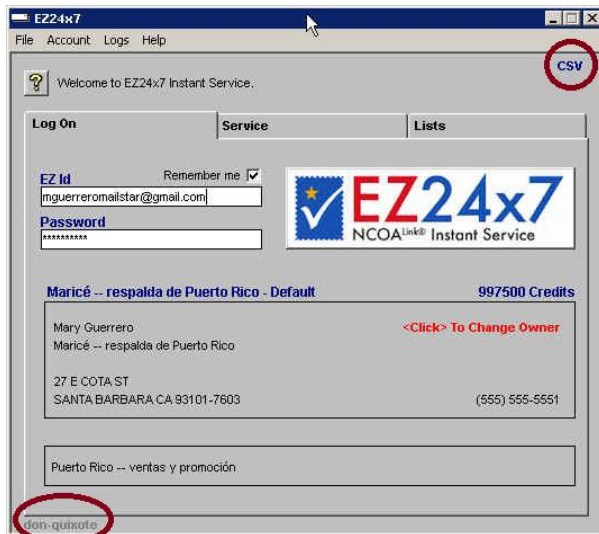 EZ24x7
File Account Logs Help
CSV
? Welcome to EZ24x7 Instant Service.
Log On Service Lists
EZ Id Remember me
mguerreromailstar@gmail.com
Password
**********
EZ24x7
NCOALink® Instant Service
Maricé -- respalda de Puerto Rico - Default 997500 Credits
Mary Guerrero <Click> To Change Owner
Maricé -- respalda de Puerto Rico
27 E COTA ST
SANTA BARBARA CA 93101-7603 (555) 555-5551
Puerto Rico -- ventas y promoción
don-quixote